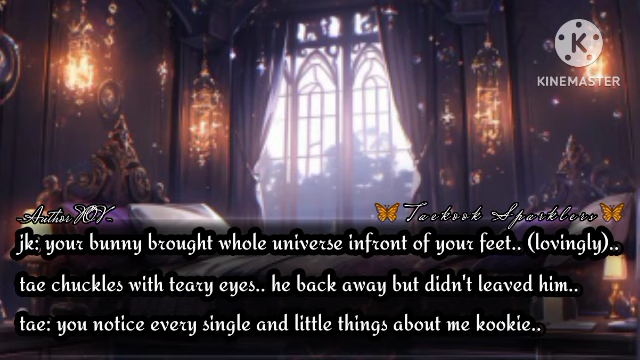 KINEMASTER
-Author JOY-
🦋 Taekook Sparklers 🦋
jk: your bunny brought whole universe infront of your feet.. (lovingly)..
tae chuckles with teary eyes.. he back away but didn't leaved him..
tae: you notice every single and little things about me kookie..